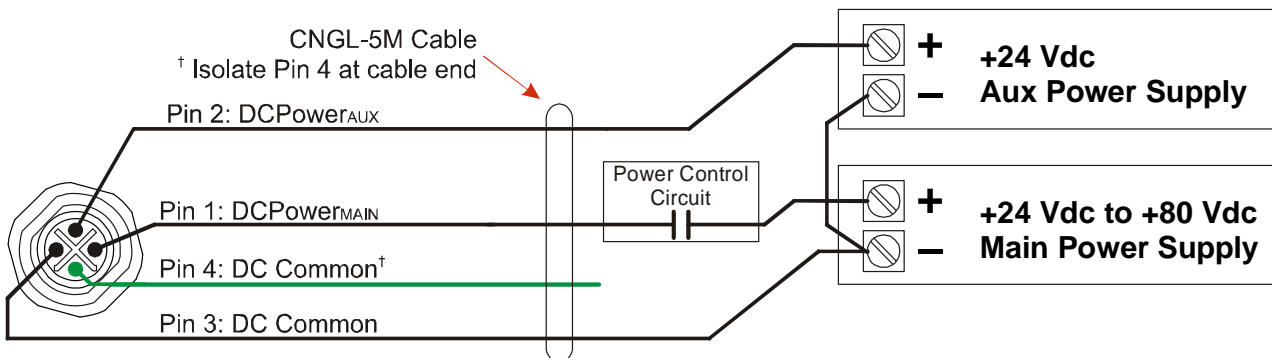 CNGL-5M Cable
† Isolate Pin 4 at cable end
Pin 2: DCPowerAUX
Pin 1: DCPowerMAIN
Pin 4: DC Common†
Pin 3: DC Common
Power Control
Circuit
+
–
+24 Vdc
Aux Power Supply
+
–
+24 Vdc to +80 Vdc
Main Power Supply